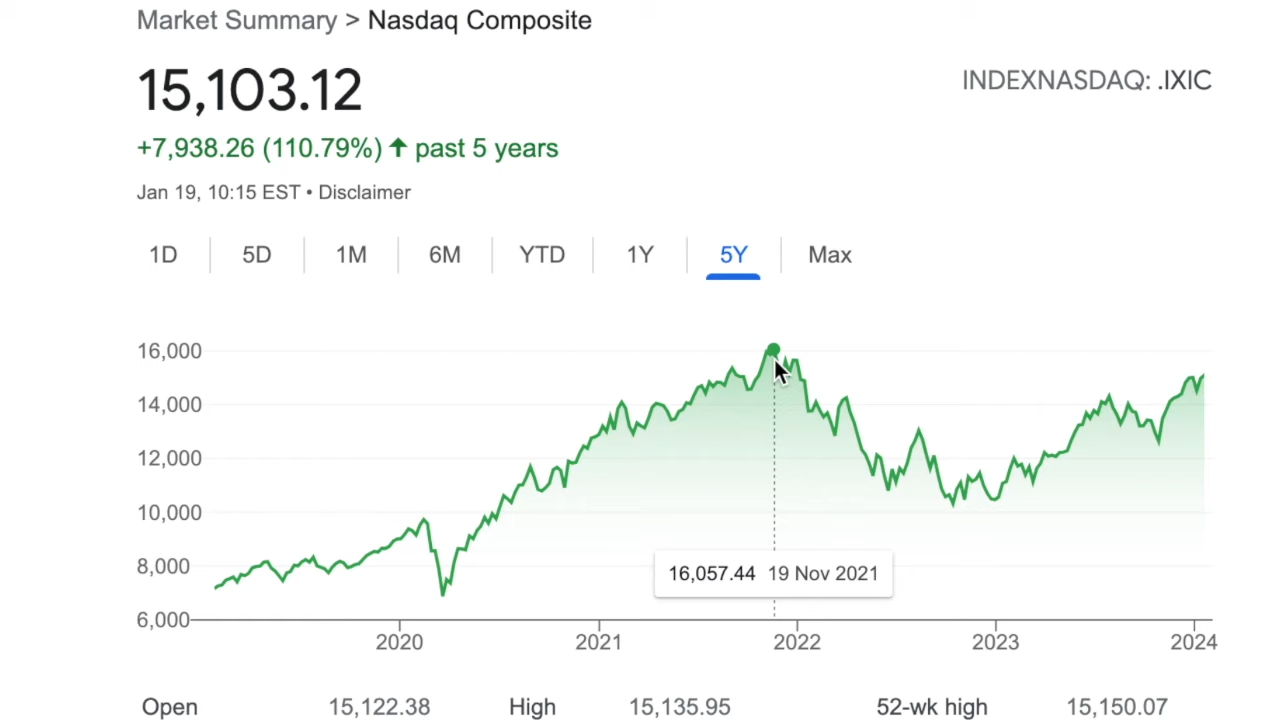 Market Summary > Nasdaq Composite
15,103.12
INDEXNASDAQ: .IXIC
+7,938.26 (110.79%) ↑ past 5 years
Jan 19, 10:15 EST • Disclaimer
1D 5D 1M 6M YTD 1Y 5Y Max
16,000
14,000
12,000
10,000
8,000
16,057.44 19 Nov 2021
6,000
2020 2021 2022 2023 2024
Open 15,122.38 High 15,135.95 52-wk high 15,150.07